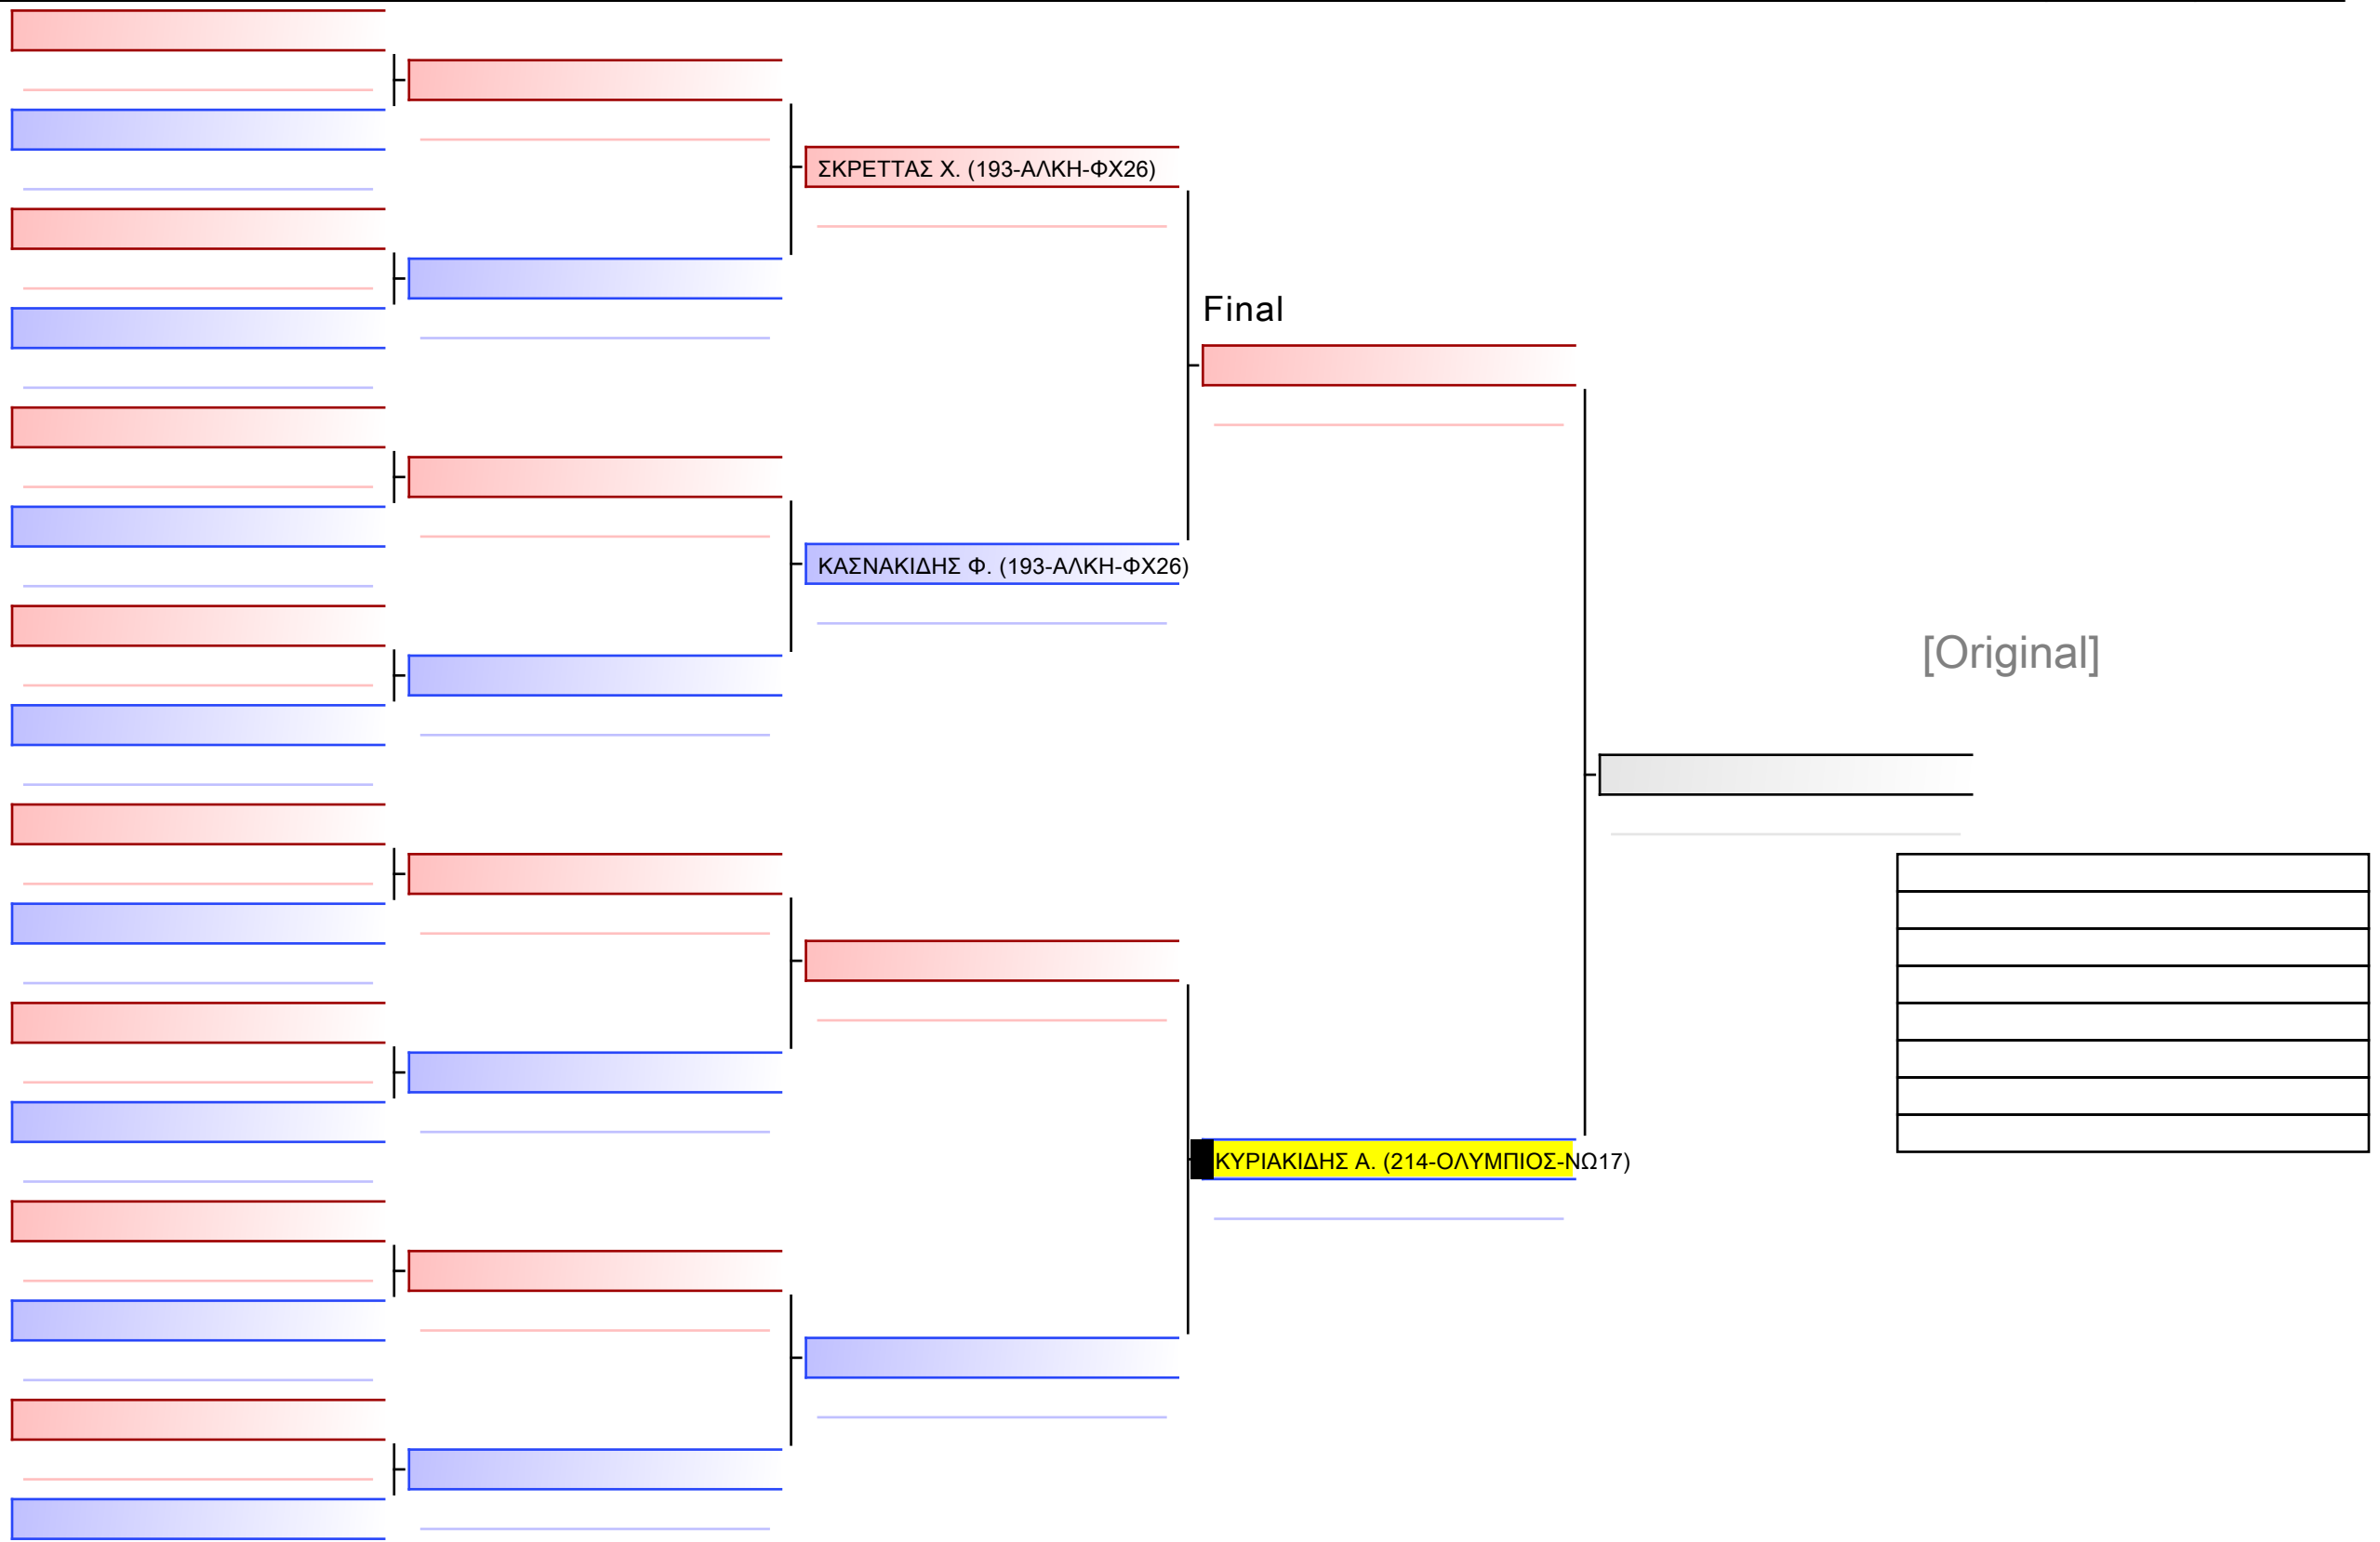 ΣΚΡΕΤΤΑΣ Χ. (193-ΑΛΚΗ-ΦΧ26)
Final
ΚΑΣΝΑΚΙΔΗΣ Φ. (193-ΑΛΚΗ-ΦΧ26)
[Original]
ΚΥΡΙΑΚΙΔΗΣ Α. (214-ΟΛΥΜΠΙΟΣ-ΝΩ17)